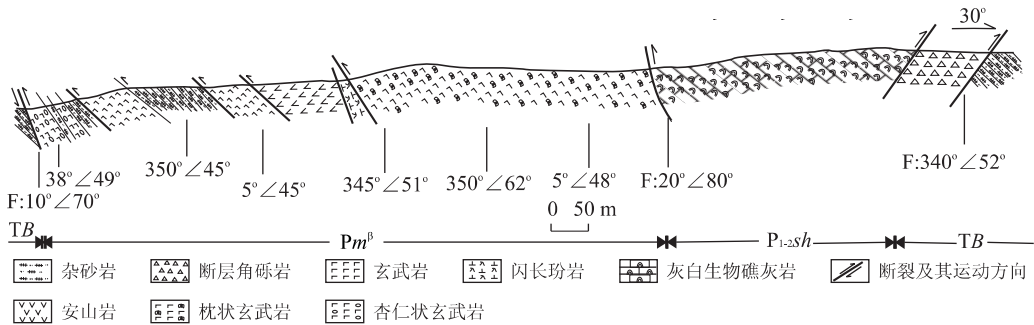 30°
38°∠49°
350°∠45°
5°∠45°
345°∠51°
350°∠62°
5°∠48°
F:20°∠80°
F:340°∠52°
F:10°∠70°
0 50 m
TB
Pmᵝ
P₁₋₂sh
TB
杂砂岩
断层角砾岩
玄武岩
闪长玢岩
灰白生物礁灰岩
断裂及其运动方向
安山岩
枕状玄武岩
杏仁状玄武岩